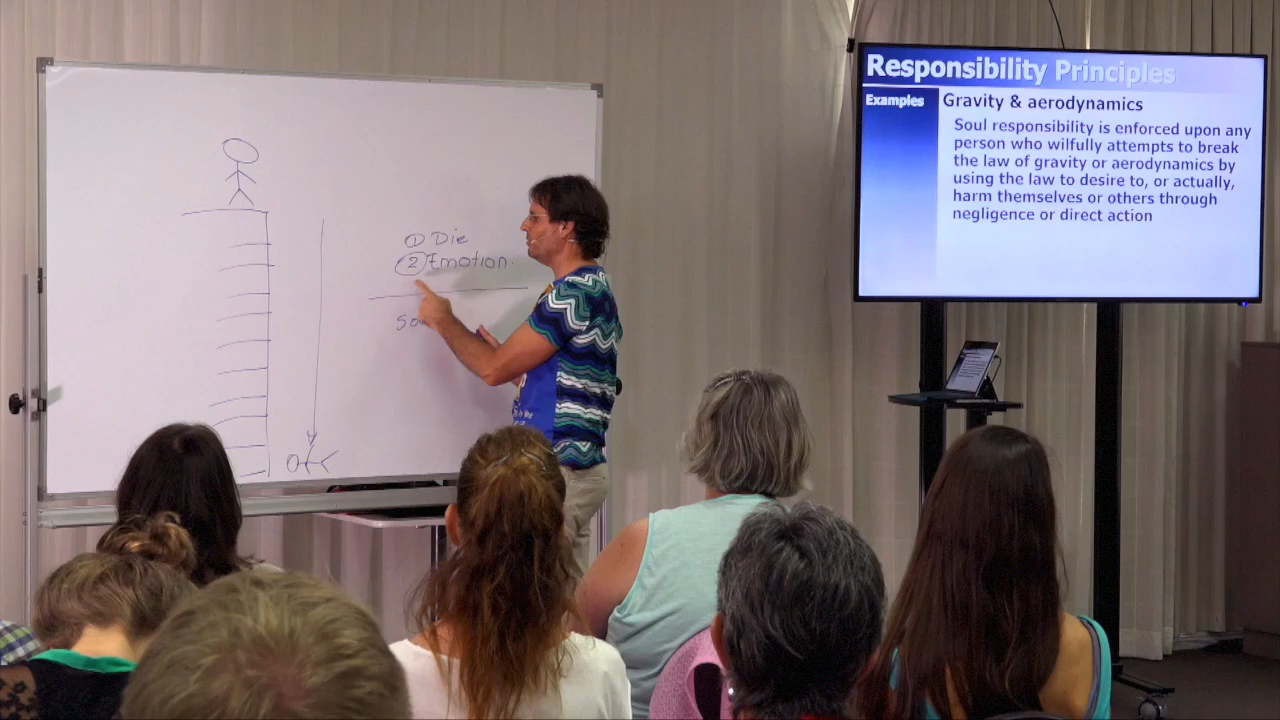 ① Die
② Emotion.
Responsibility Principles
Examples
Gravity & aerodynamics
Soul responsibility is enforced upon any
person who wilfully attempts to break
the law of gravity or aerodynamics by
using the law to desire to, or actually,
harm themselves or others through
negligence or direct action